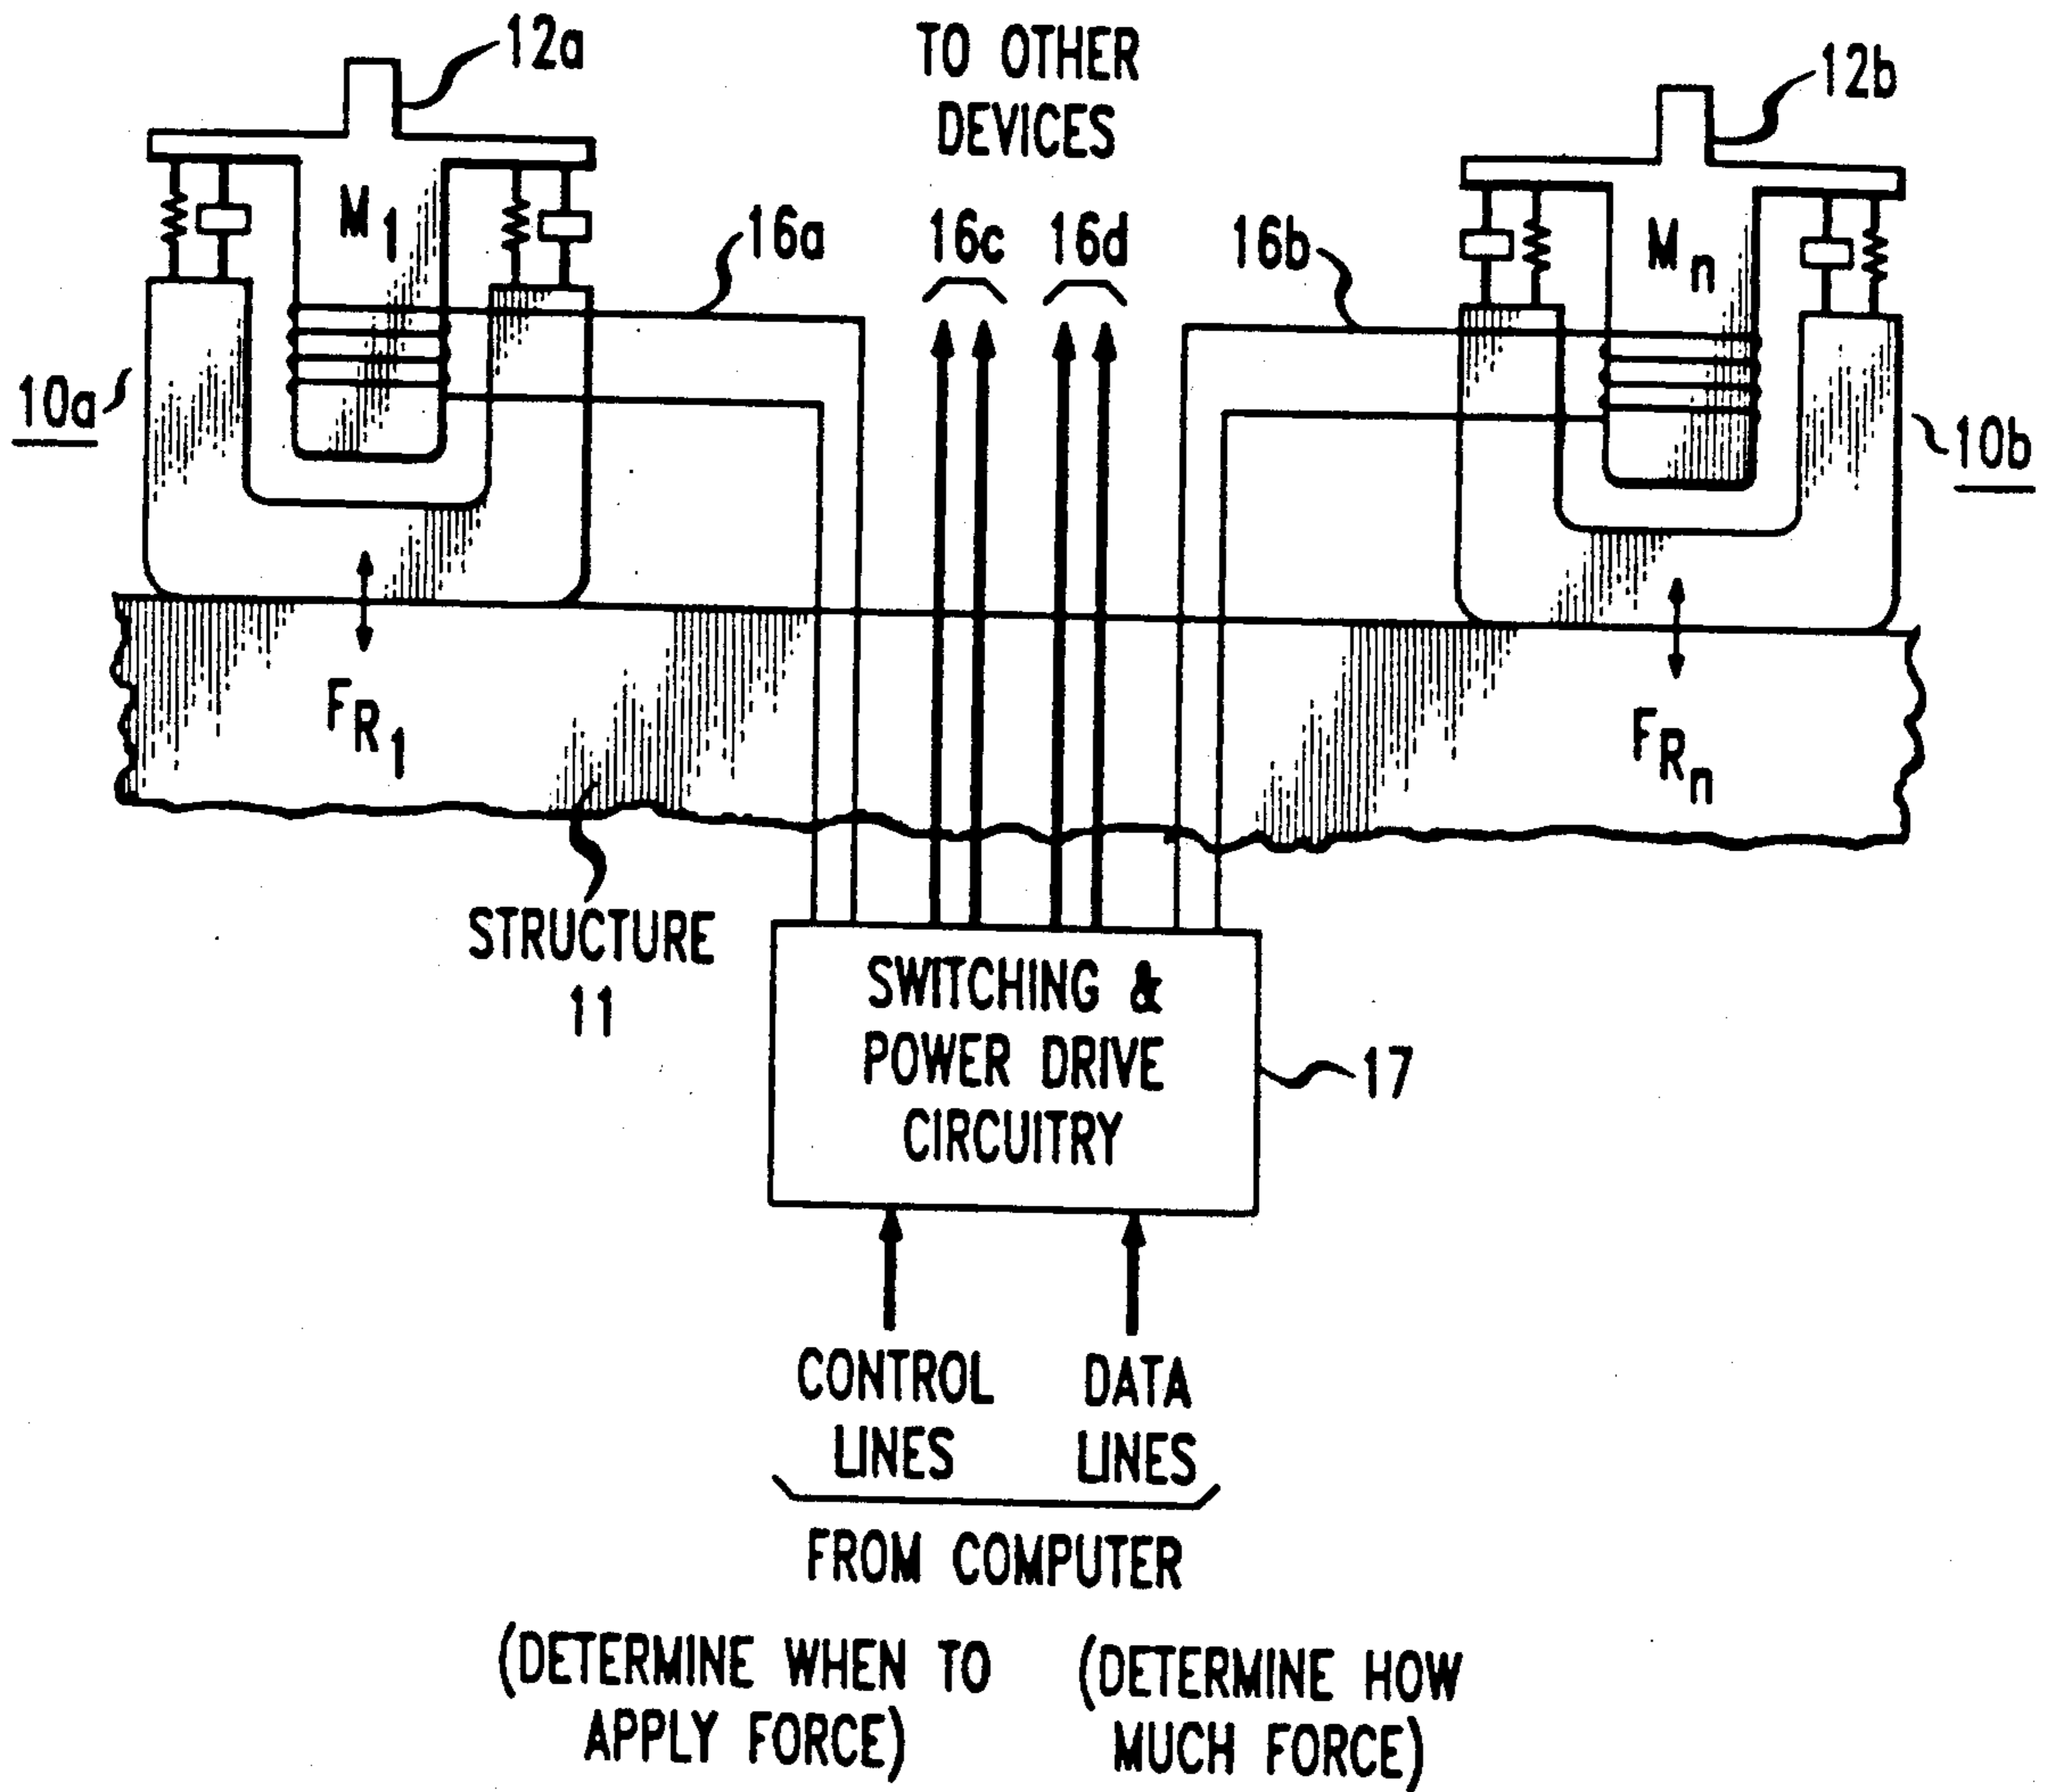 12a
TO OTHER
DEVICES
12b
M1
16a
16c
16d
16b
Mn
10a
10b
FR1
FRn
STRUCTURE
11
SWITCHING &
POWER DRIVE
CIRCUITRY
17
CONTROL
LINES
DATA
LINES
FROM COMPUTER
(DETERMINE WHEN TO
APPLY FORCE)
(DETERMINE HOW
MUCH FORCE)